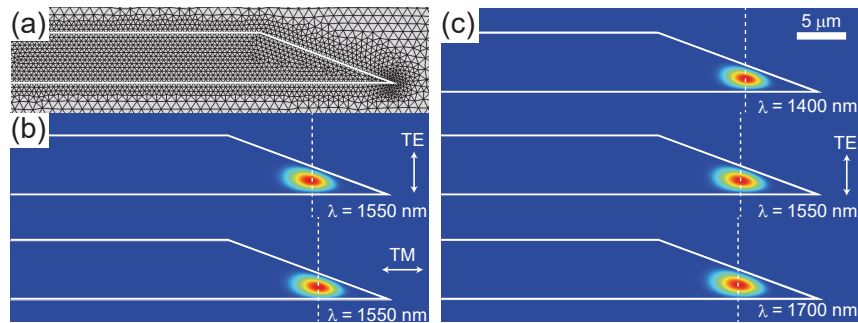 (a)
(b)
TE
λ = 1550 nm
TM
λ = 1550 nm
(c)
5 μm
λ = 1400 nm
TE
λ = 1550 nm
λ = 1700 nm